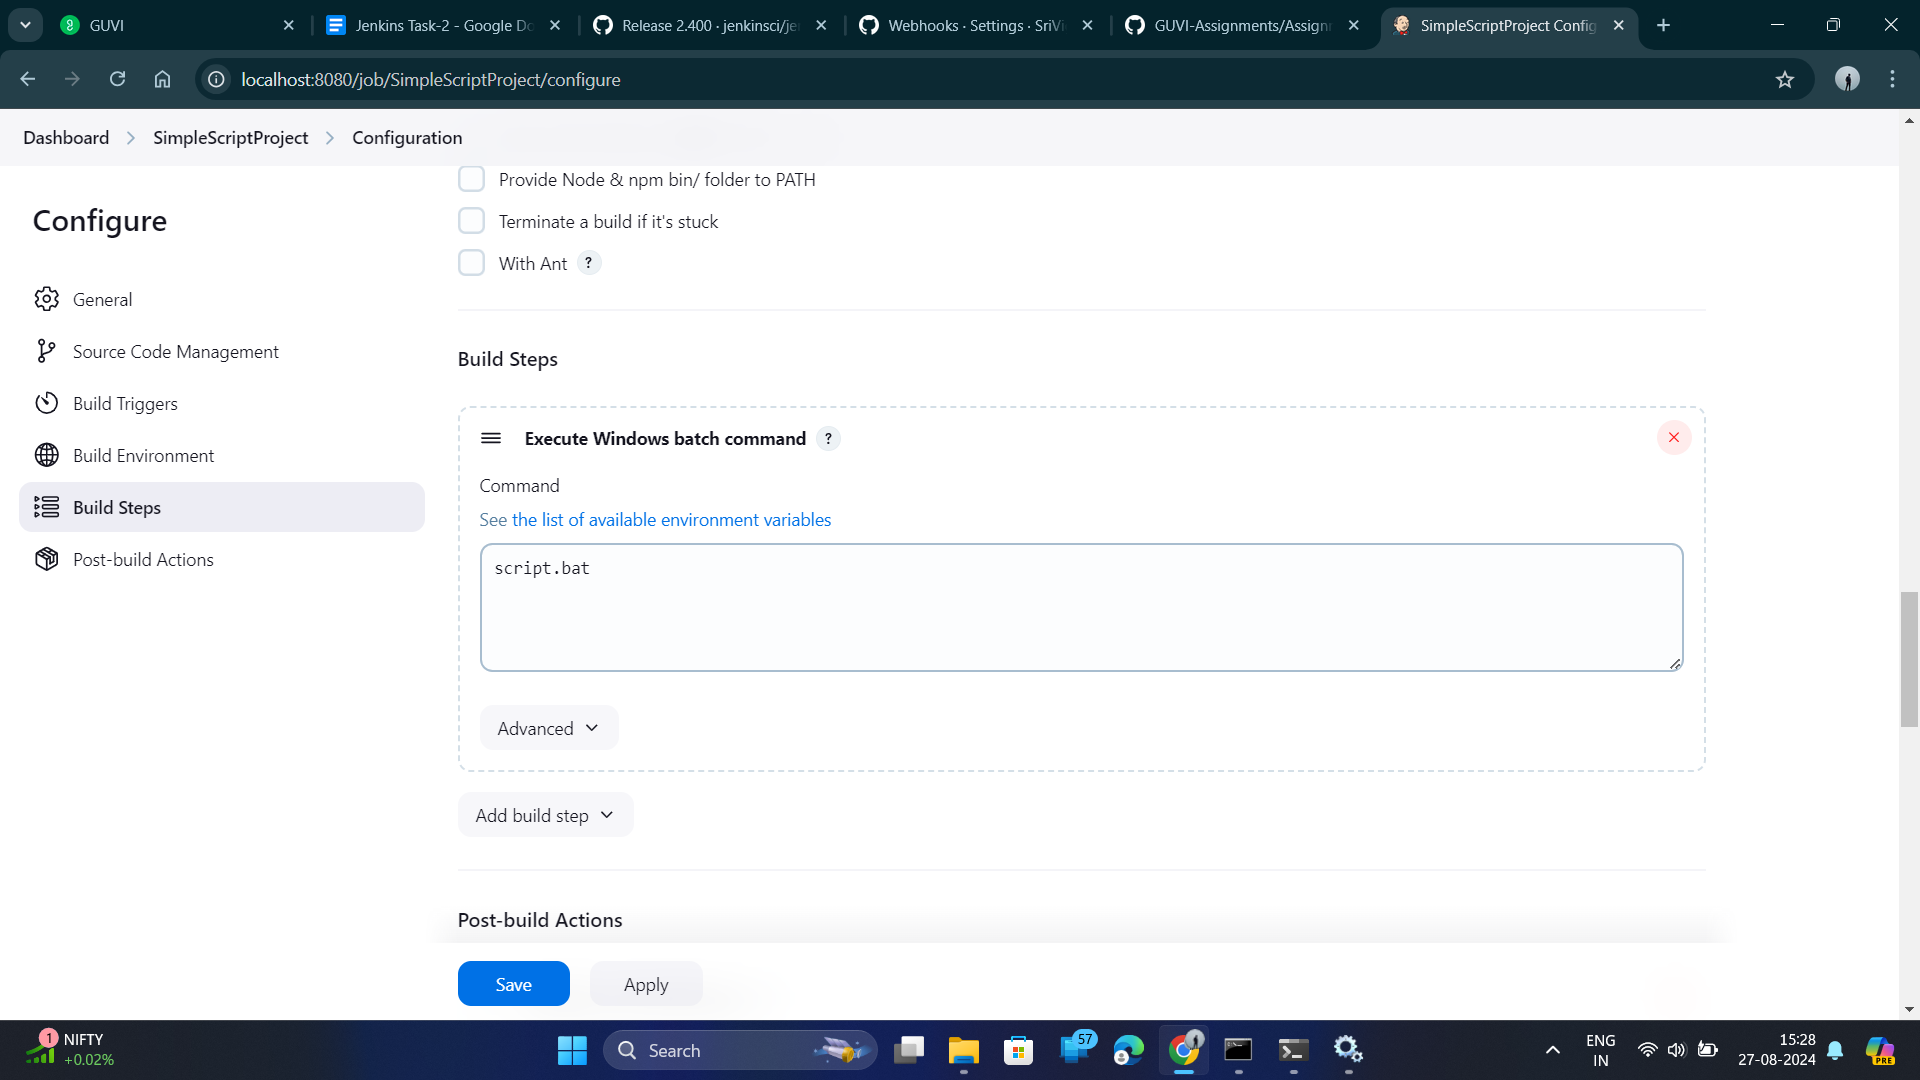 GUVI
Jenkins Task-2 - Google Do
Release 2.400 · jenkinsci/je
Webhooks · Settings · SriVi
GUVI-Assignments/Assign
SimpleScriptProject Config
localhost:8080/job/SimpleScriptProject/configure
Dashboard > SimpleScriptProject > Configuration
Configure
General
Source Code Management
Build Triggers
Build Environment
Build Steps
Post-build Actions
Provide Node & npm bin/ folder to PATH
Terminate a build if it's stuck
With Ant ?
Build Steps
Execute Windows batch command ?
Command
See the list of available environment variables
script.bat
Advanced
Add build step
Post-build Actions
Save
Apply
1
NIFTY
+0.02%
Search
57
ENG
IN
15:28
27-08-2024
PRE